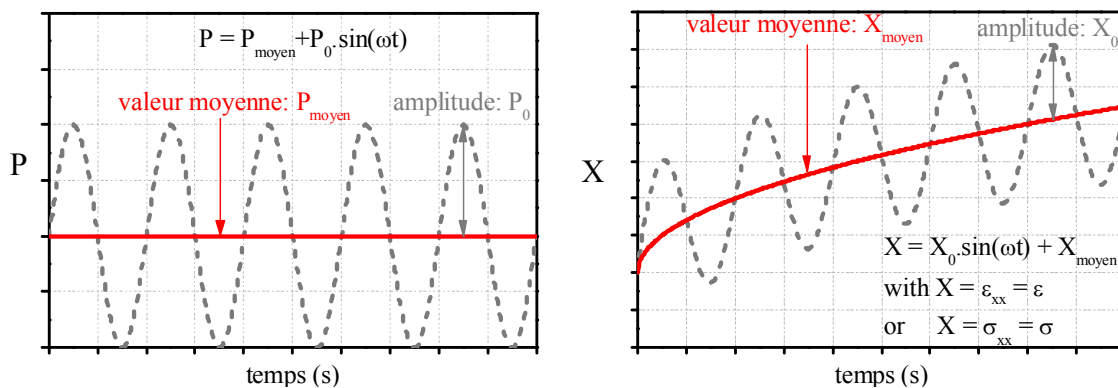 P = P_moyen+P_0.sin(ωt)
valeur moyenne: P_moyen
amplitude: P_0
P
temps (s)
valeur moyenne: X_moyen
amplitude: X_0
X
X = X_0.sin(ωt) + X_moyen
with X = ε_xx = ε
or X = σ_xx = σ
temps (s)